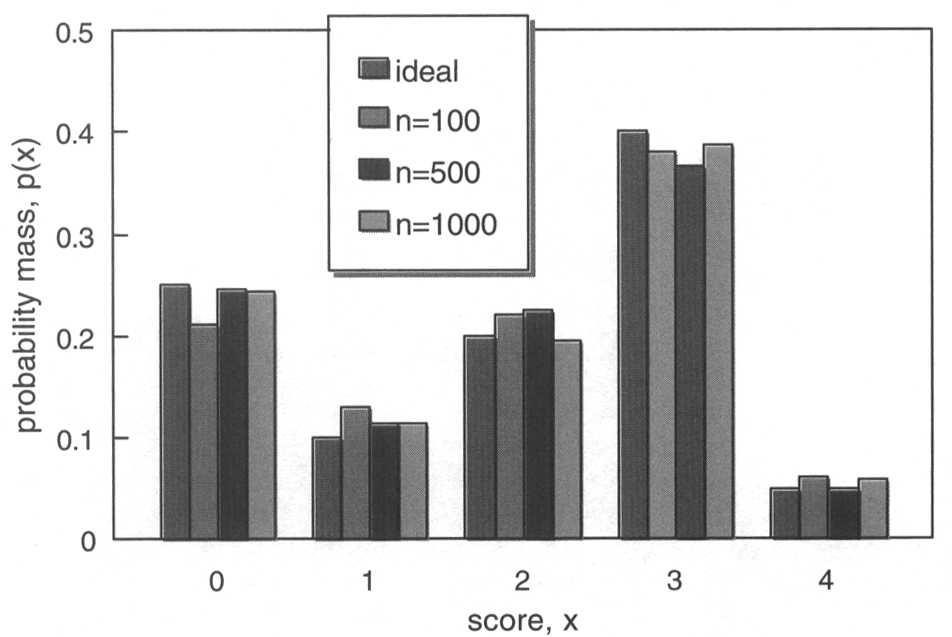 0.5
0.4
0.3
0.2
0.1
0
probability mass, p(x)
ideal
n=100
n=500
n=1000
0 1 2 3 4
score, x